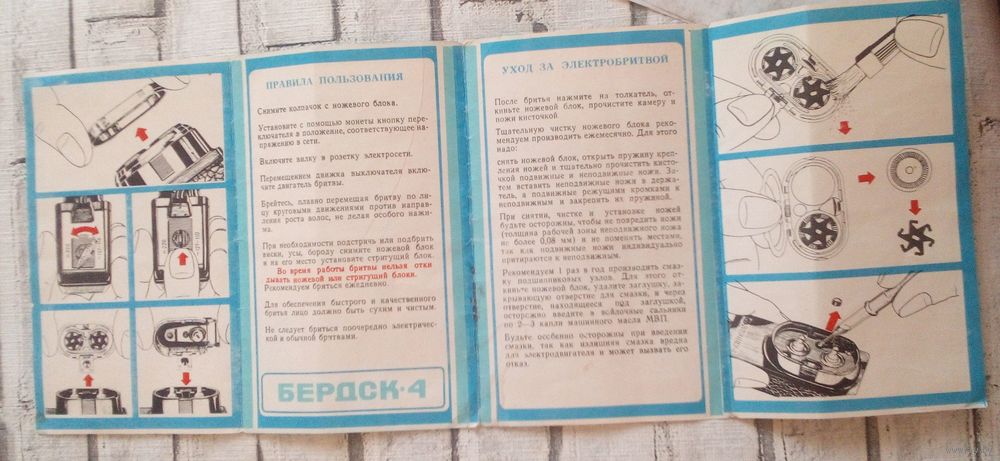 ПРАВИЛА ПОЛЬЗОВАНИЯ
Снимите колпачок с ножевого блока.
Установите с помощью монеты кнопку пере-
ключателя в положение, соответствующее на-
пряжению в сети.
Включите вилку в розетку электросети.
Перемещением движка выключателя вклю-
чите двигатель бритвы.
Брейтесь, плавно перемещая бритву по ли-
цу круговыми движениями против направ-
ления роста волос, не делая особого нажи-
ма.
При необходимости подстричь или подбрить
виски, усы, бороду снимите ножевой блок
и на его место установите стригущий блок.
Во время работы бритвы нельзя отки
дывать ножевой или стригущий блоки.
Рекомендуем бриться ежедневно.
Для обеспечения быстрого и качественного
бритья лицо должно быть сухим и чистым.
Не следует бриться поочередно электричес-
кой и обычной бритвами.
БЕРДСК·4
УХОД ЗА ЭЛЕКТРОБРИТВОЙ
После бритья нажмите на толкатель, от-
киньте ножевой блок, прочистите камеру и
ножи кисточкой
Тщательную чистку ножевого блока реко-
мендуем производить ежемесячно. Для этого
надо:
снять ножевой блок, открыть пружину креп-
ления ножей и тщательно прочистить кисто-
чкой подвижные и неподвижные ножи. За-
тем вставить неподвижные ножи в держа-
тель, а подвижные режущими кромками к
неподвижным и закрепить их пружиной.
При снятии, чистке и установке ножей
будьте осторожны, чтобы не повредить ножи
(толщина рабочей зоны неподвижного ножа
не более 0,08 мм) и не поменять местами,
так как подвижные ножи индивидуально
притираются к неподвижным.
Рекомендуем 1 раз в год производить смаз-
ку подшипниковых узлов. Для этого от-
киньте ножевой блок, удалите заглушку, за-
крывающую отверстие для смазки, и через
отверстие, находящееся под заглушкой,
осторожно введите в войлочные сальники
по 2—3 капли машинного масла МВП.
Будьте особенно осторожны при введении
смазки, так как излишняя смазка вредна
для электродвигателя и может вызвать его
отказ.